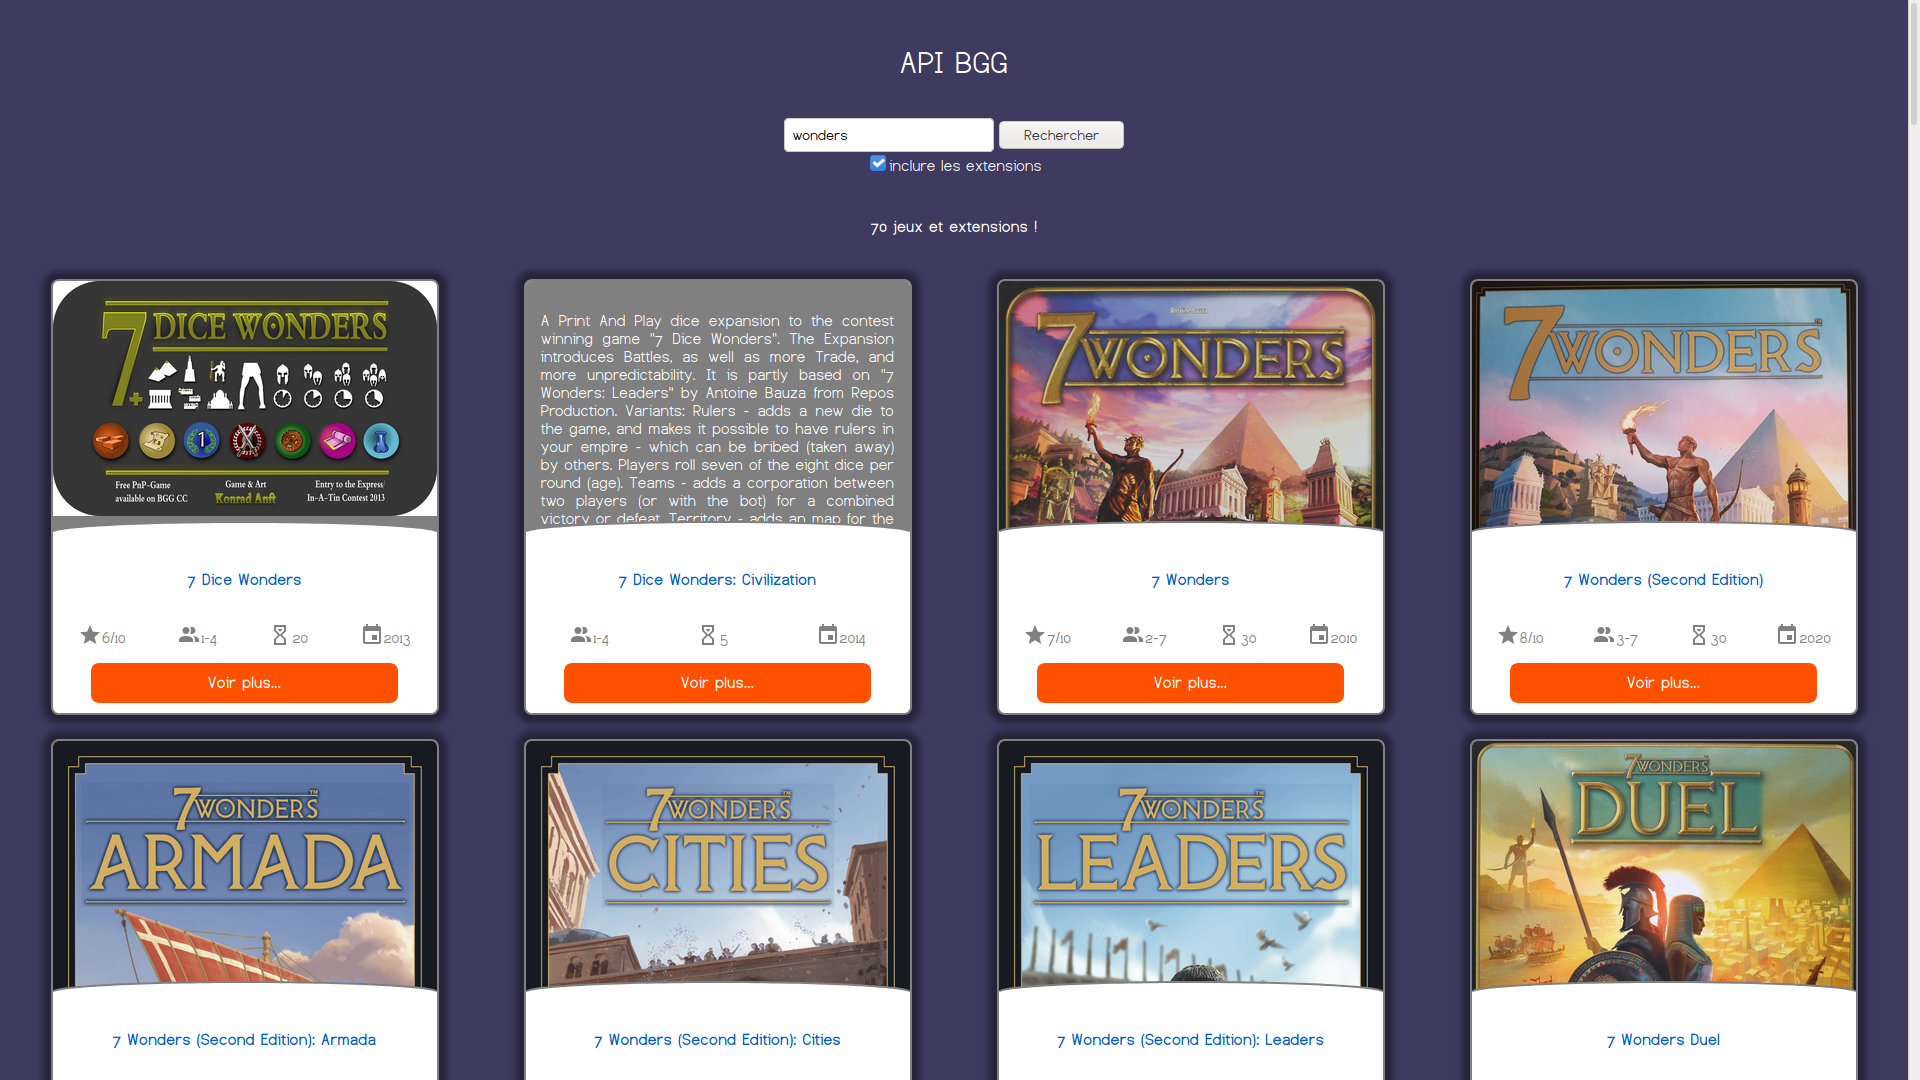 API BGG
wonders
Rechercher
inclure les extensions
70 jeux et extensions !
7 DICE WONDERS
+
1
Free PnP-Game
available on BGG.CC
Game & Art
Konrad Anft
Entry to the Express/
In-A-Tin Contest 2013
7 Dice Wonders
6/10
1-4
20
2013
Voir plus...
A Print And Play dice expansion to the contest
winning game "7 Dice Wonders". The Expansion
introduces Battles, as well as more Trade, and
more unpredictability. It is partly based on "7
Wonders: Leaders" by Antoine Bauza from Repos
Production. Variants: Rulers - adds a new die to
the game, and makes it possible to have rulers in
your empire - which can be bribed (taken away)
by others. Players roll seven of the eight dice per
round (age). Teams - adds a corporation between
two players (or with the bot) for a combined
victory or defeat. Territory - adds an map for the
7 Dice Wonders: Civilization
1-4
5
2014
Voir plus...
7 WONDERS
7 Wonders
7/10
2-7
30
2010
Voir plus...
7 WONDERS
7 Wonders (Second Edition)
8/10
3-7
30
2020
Voir plus...
7 WONDERS™
ARMADA
7 Wonders (Second Edition): Armada
7 WONDERS™
CITIES
7 Wonders (Second Edition): Cities
7 WONDERS™
LEADERS
7 Wonders (Second Edition): Leaders
7 WONDERS
DUEL
7 Wonders Duel